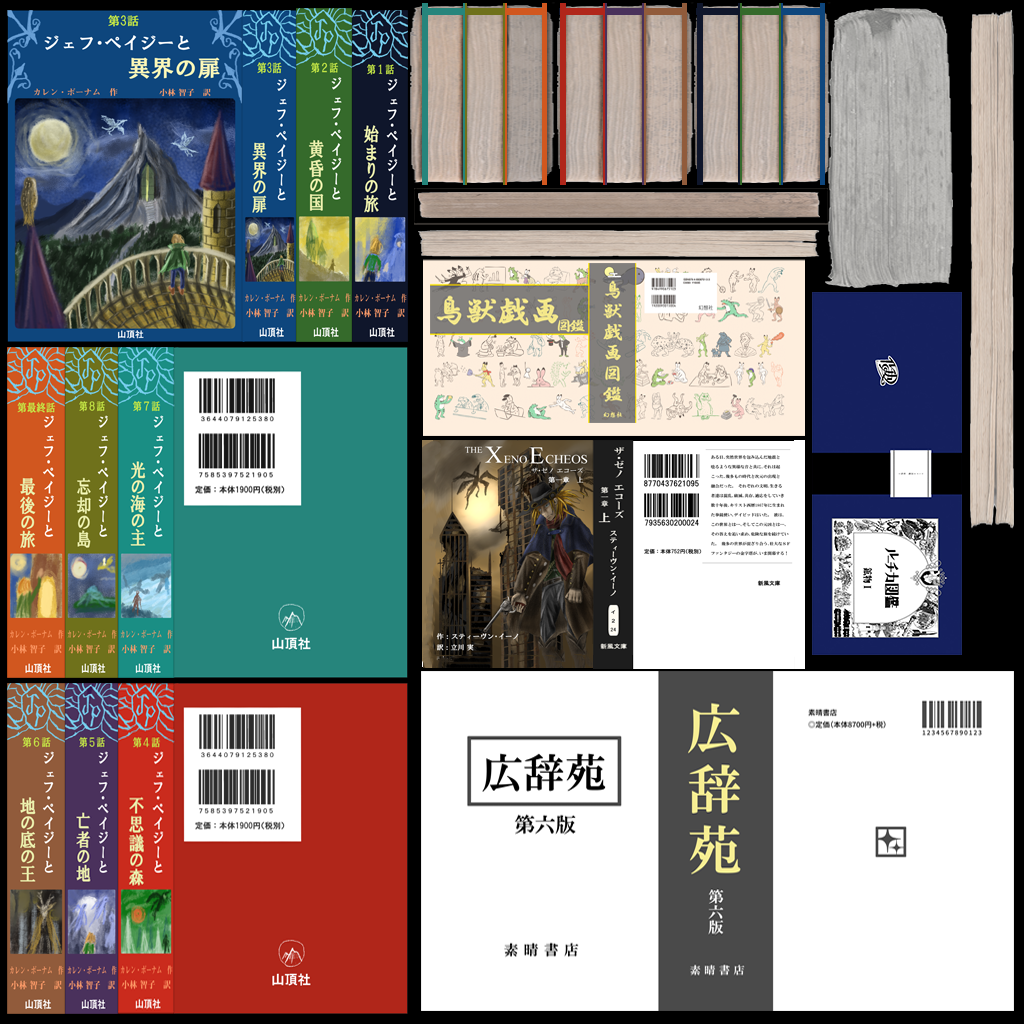 第3話
ジェフ・ペイジーと
異界の扉
カレン・ボーナム 作
小林 智子 訳
山頂社
第3話
ジェフ・ペイジーと
異界の扉
カレン・ボーナム 作
小林 智子 訳
山頂社
第2話
ジェフ・ペイジーと
黄昏の国
カレン・ボーナム 作
小林 智子 訳
山頂社
第1話
ジェフ・ペイジーと
始まりの旅
カレン・ボーナム 作
小林 智子 訳
山頂社
第最終話
ジェフ・ペイジーと
最後の旅
カレン・ボーナム 作
小林 智子 訳
山頂社
第8話
ジェフ・ペイジーと
忘却の島
カレン・ボーナム 作
小林 智子 訳
山頂社
第7話
ジェフ・ペイジーと
光の海の主
カレン・ボーナム 作
小林 智子 訳
山頂社
3644079125380
7585397521905
定価:本体1900円(税別)
山頂社
第6話
ジェフ・ペイジーと
地の底の王
カレン・ボーナム 作
小林 智子 訳
山頂社
第5話
ジェフ・ペイジーと
亡者の地
カレン・ボーナム 作
小林 智子 訳
山頂社
第4話
ジェフ・ペイジーと
不思議の森
カレン・ボーナム 作
小林 智子 訳
山頂社
3644079125380
7585397521905
定価:本体1900円(税別)
山頂社
鳥獣戯画
図鑑
鳥獣戯画図鑑
幻想社
幻想社
THE XENO ECHEOS
ザ・ゼノ エコーズ
第一章 上
作:スティーヴン・イーノ
訳:立川 実
ザ・ゼノ エコーズ
第一章 上
スティーヴン・イーノ
イ
2
24
新風文庫
8770437621095
7935630200024
定価:本体752円(税別)
新風文庫
ルーチカ図鑑
鉱物 I
広辞苑
第六版
素晴書店
広辞苑
第六版
素晴書店
素晴書店
◎定価(本体8700円+税)
1234567890123